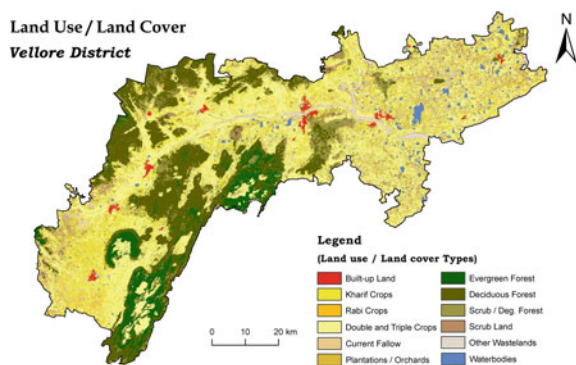 Land Use / Land Cover
Vellore District
N
Legend
(Land use / Land cover Types)
Built-up Land
Kharif Crops
Rabi Crops
Double and Triple Crops
Current Fallow
Plantations / Orchards
Evergreen Forest
Deciduous Forest
Scrub / Deg. Forest
Scrub Land
Other Wastelands
Waterbodies
0 10 20 km